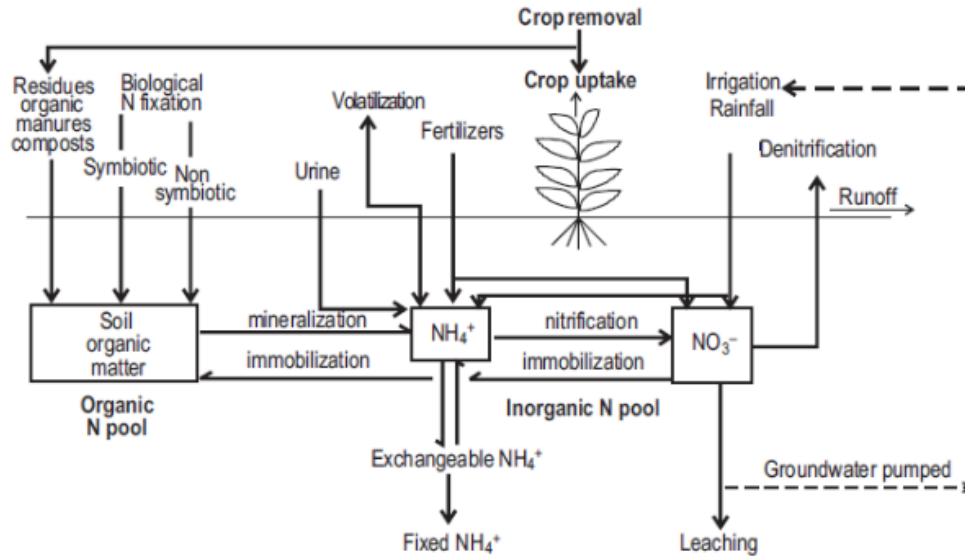 Crop removal
Residues
organic
manures
composts
Biological
N fixation
Symbiotic
Non
symbiotic
Urine
Volatilization
Fertilizers
Crop uptake
Irrigation
Rainfall
Denitrification
Runoff
Soil
organic
matter
mineralization
immobilization
NH₄⁺
nitrification
immobilization
NO₃⁻
Organic
N pool
Inorganic N pool
Exchangeable NH₄⁺
Fixed NH₄⁺
Groundwater pumped
Leaching